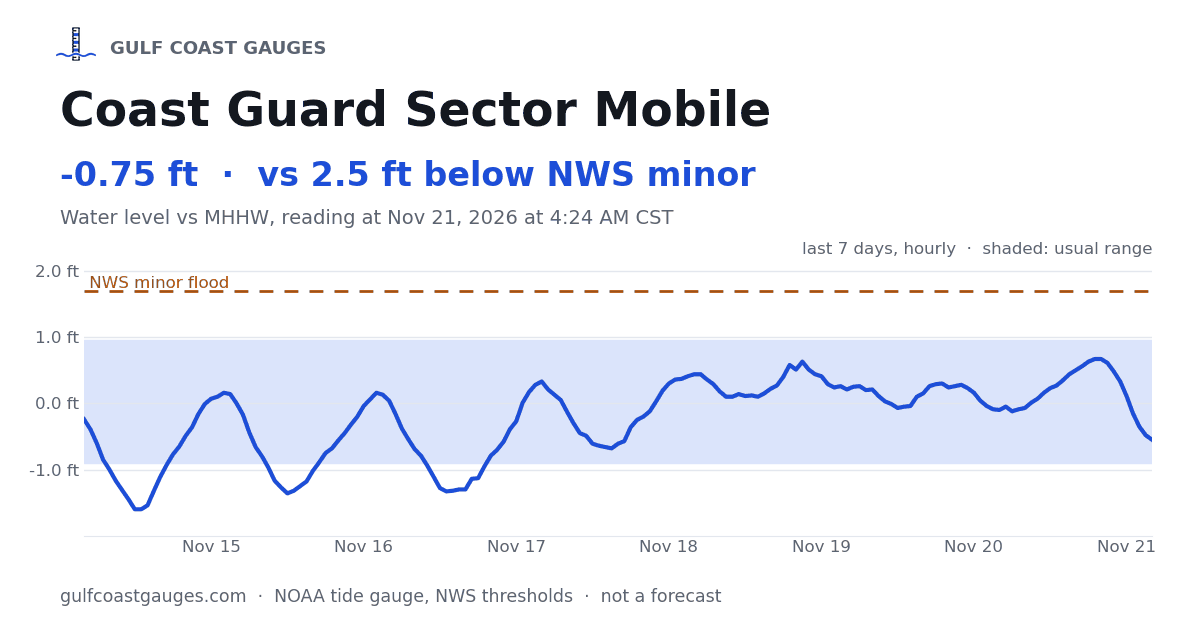 GULF COAST GAUGES
Coast Guard Sector Mobile
-0.75 ft · vs 2.5 ft below NWS minor
Water level vs MHHW, reading at Nov 21, 2026 at 4:24 AM CST
last 7 days, hourly · shaded: usual range
2.0 ft
NWS minor flood
1.0 ft
0.0 ft
-1.0 ft
Nov 15 Nov 16 Nov 17 Nov 18 Nov 19 Nov 20 Nov 21
gulfcoastgauges.com · NOAA tide gauge, NWS thresholds · not a forecast